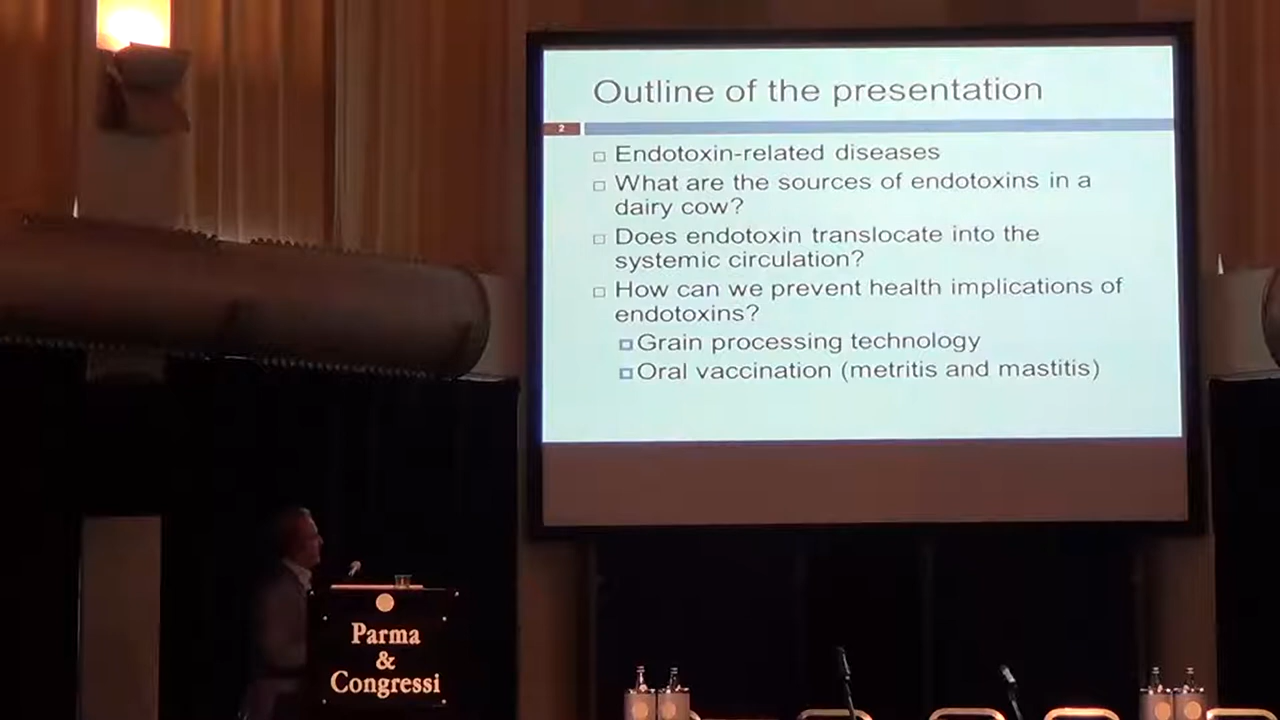 Outline of the presentation
2
Endotoxin-related diseases
What are the sources of endotoxins in a
dairy cow?
Does endotoxin translocate into the
systemic circulation?
How can we prevent health implications of
endotoxins?
Grain processing technology
Oral vaccination (metritis and mastitis)
Parma
&
Congressi